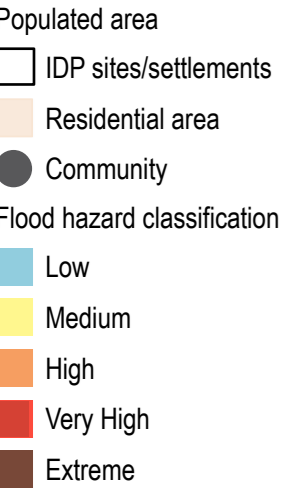 Populated area
IDP sites/settlements
Residential area
Community
Flood hazard classification
Low
Medium
High
Very High
Extreme